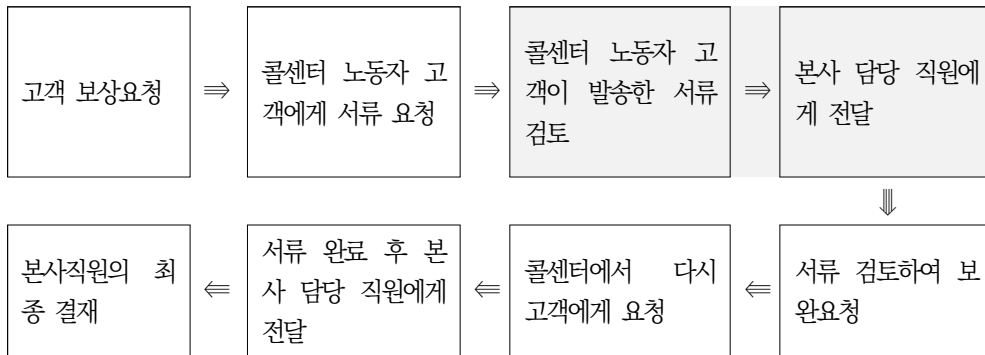 고객 보상요청
⇛
콜센터 노동자 고
객에게 서류 요청
⇛
콜센터 노동자 고
객이 발송한 서류
검토
⇛
본사 담당 직원에
게 전달
⤋
서류 검토하여 보
완요청
⇚
콜센터에서 다시
고객에게 요청
⇚
서류 완료 후 본
사 담당 직원에게
전달
⇚
본사직원의 최
종 결재